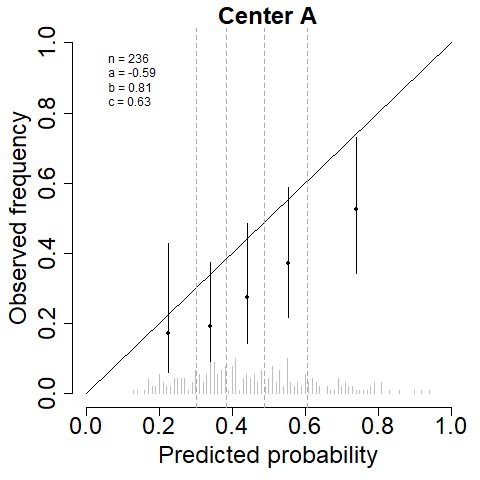 Center A
n = 236
a = -0.59
b = 0.81
c = 0.63
Observed frequency
1.0
0.8
0.6
0.4
0.2
0.0
0.0 0.2 0.4 0.6 0.8 1.0
Predicted probability